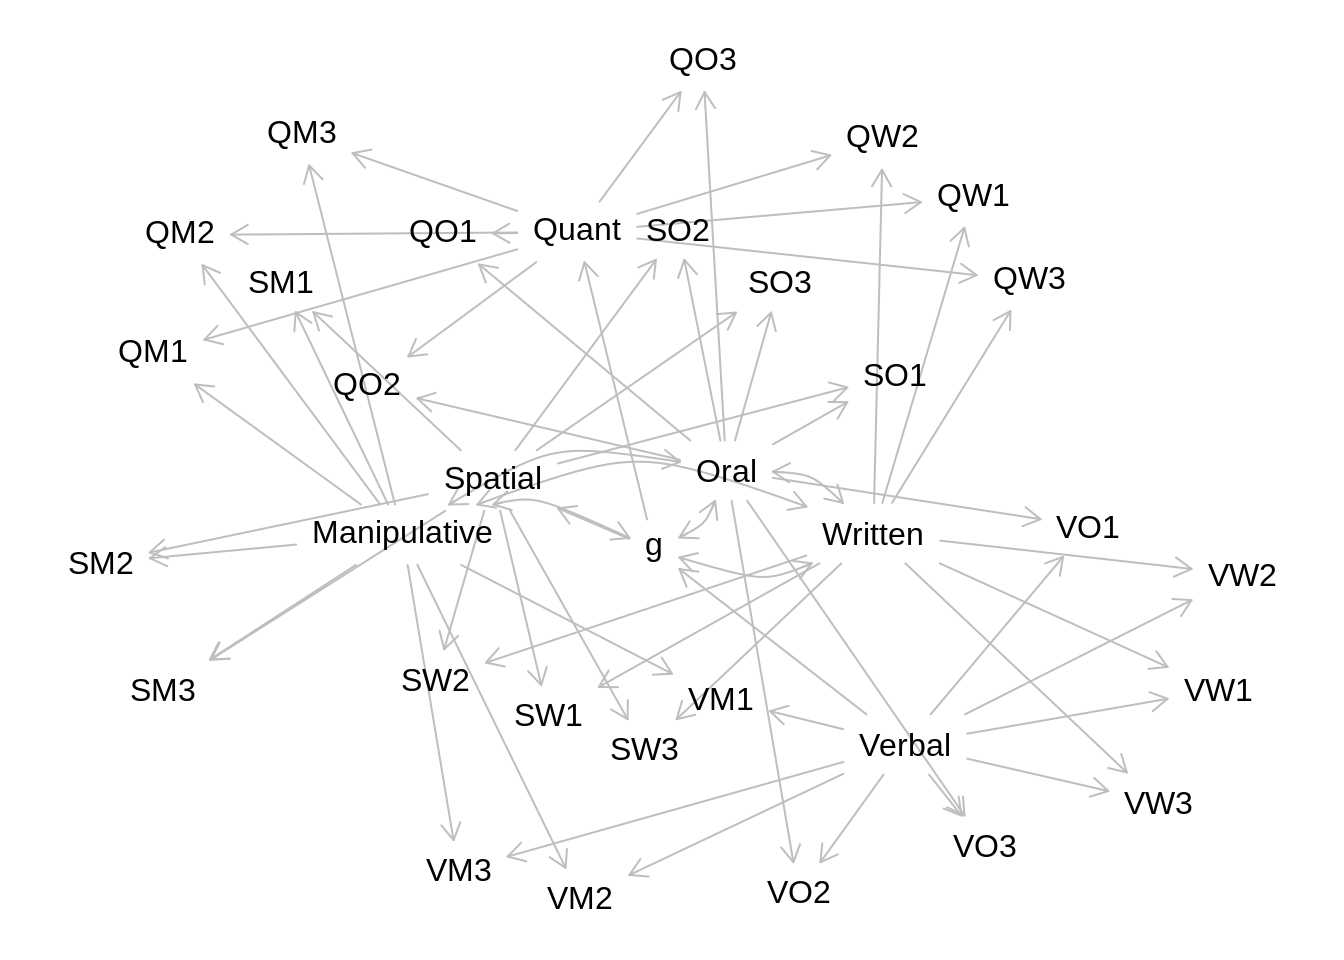 QO3
QM3
QW2
QW1
QM2
QO1
Quant
SO2
SM1
SO3
QW3
QM1
QO2
SO1
Spatial
Oral
Manipulative
g
Written
VO1
SM2
VW2
SM3
SW2
SW1
VM1
VW1
SW3
Verbal
VW3
VO3
VM3
VM2
VO2